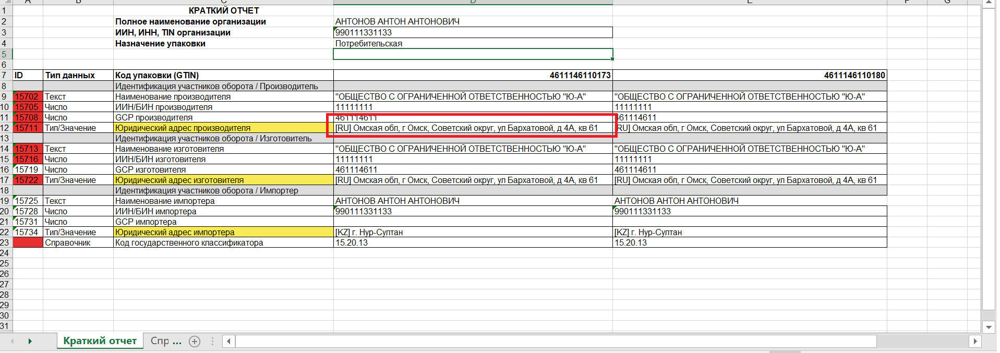 A B C D E F G
1 КРАТКИЙ ОТЧЕТ
2 Полное наименование организации АНТОНОВ АНТОН АНТОНОВИЧ
3 ИИН, ИНН, TIN организации 990111331133
4 Назначение упаковки Потребительская
5
6
7 ID Тип данных Код упаковки (GTIN) 4611146110173 4611146110180
8 Идентификация участников оборота / Производитель
9 15702 Текст Наименование производителя "ОБЩЕСТВО С ОГРАНИЧЕННОЙ ОТВЕТСТВЕННОСТЬЮ "Ю-А" "ОБЩЕСТВО С ОГРАНИЧЕННОЙ ОТВЕТСТВЕННОСТЬЮ "Ю-А"
10 15705 Число ИИН/БИН производителя 11111111 11111111
11 15708 Число GCP производителя 461114611 461114611
12 15711 Тип/Значение Юридический адрес производителя [RU] Омская обл, г Омск, Советский округ, ул Бархатовой, д 4А, кв 61 [RU] Омская обл, г Омск, Советский округ, ул Бархатовой, д 4А, кв 61
13 Идентификация участников оборота / Изготовитель
14 15713 Текст Наименование изготовителя "ОБЩЕСТВО С ОГРАНИЧЕННОЙ ОТВЕТСТВЕННОСТЬЮ "Ю-А" "ОБЩЕСТВО С ОГРАНИЧЕННОЙ ОТВЕТСТВЕННОСТЬЮ "Ю-А"
15 15716 Число ИИН/БИН изготовителя 11111111 11111111
16 15719 Число GCP изготовителя 461114611 461114611
17 15722 Тип/Значение Юридический адрес изготовителя [RU] Омская обл, г Омск, Советский округ, ул Бархатовой, д 4А, кв 61 [RU] Омская обл, г Омск, Советский округ, ул Бархатовой, д 4А, кв 61
18 Идентификация участников оборота / Импортер
19 15725 Текст Наименование импортера АНТОНОВ АНТОН АНТОНОВИЧ АНТОНОВ АНТОН АНТОНОВИЧ
20 15728 Число ИИН/БИН импортера 990111331133 990111331133
21 15731 Число GCP импортера
22 15734 Тип/Значение Юридический адрес импортера [KZ] г. Нур-Султан [KZ] г. Нур-Султан
23 Справочник Код государственного классификатора 15.20.13 15.20.13
24
25
26
27
28
29
30
31
Краткий отчет Спр ...